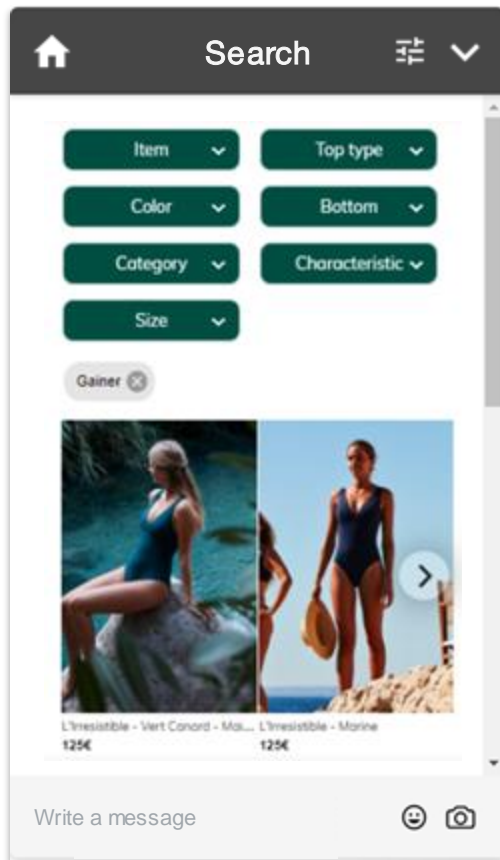 Search
Item
Top type
Color
Bottom
Category
Characteristic
Size
Gainer
L'Irresistible - Vert Canard - Mai...
L'Irresistible - Marine
125€
125€
Write a message